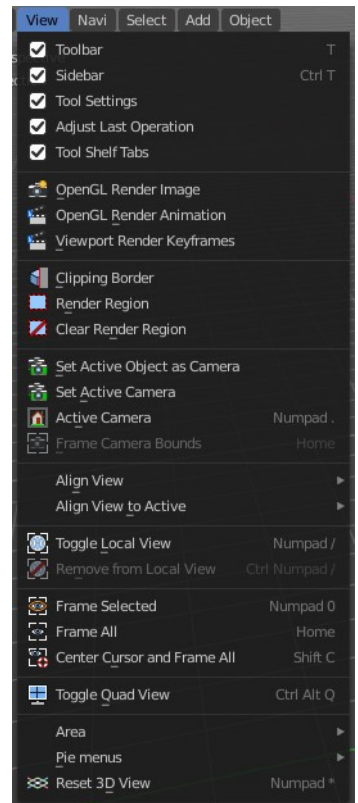 View Navi Select Add Object
Toolbar T
Sidebar Ctrl T
Tool Settings
Adjust Last Operation
Tool Shelf Tabs
OpenGL Render Image
OpenGL Render Animation
Viewport Render Keyframes
Clipping Border
Render Region
Clear Render Region
Set Active Object as Camera
Set Active Camera
Active Camera Numpad .
Frame Camera Bounds Home
Align View
Align View to Active
Toggle Local View Numpad /
Remove from Local View Ctrl Numpad /
Frame Selected Numpad 0
Frame All Home
Center Cursor and Frame All Shift C
Toggle Quad View Ctrl Alt Q
Area
Pie menus
Reset 3D View Numpad *